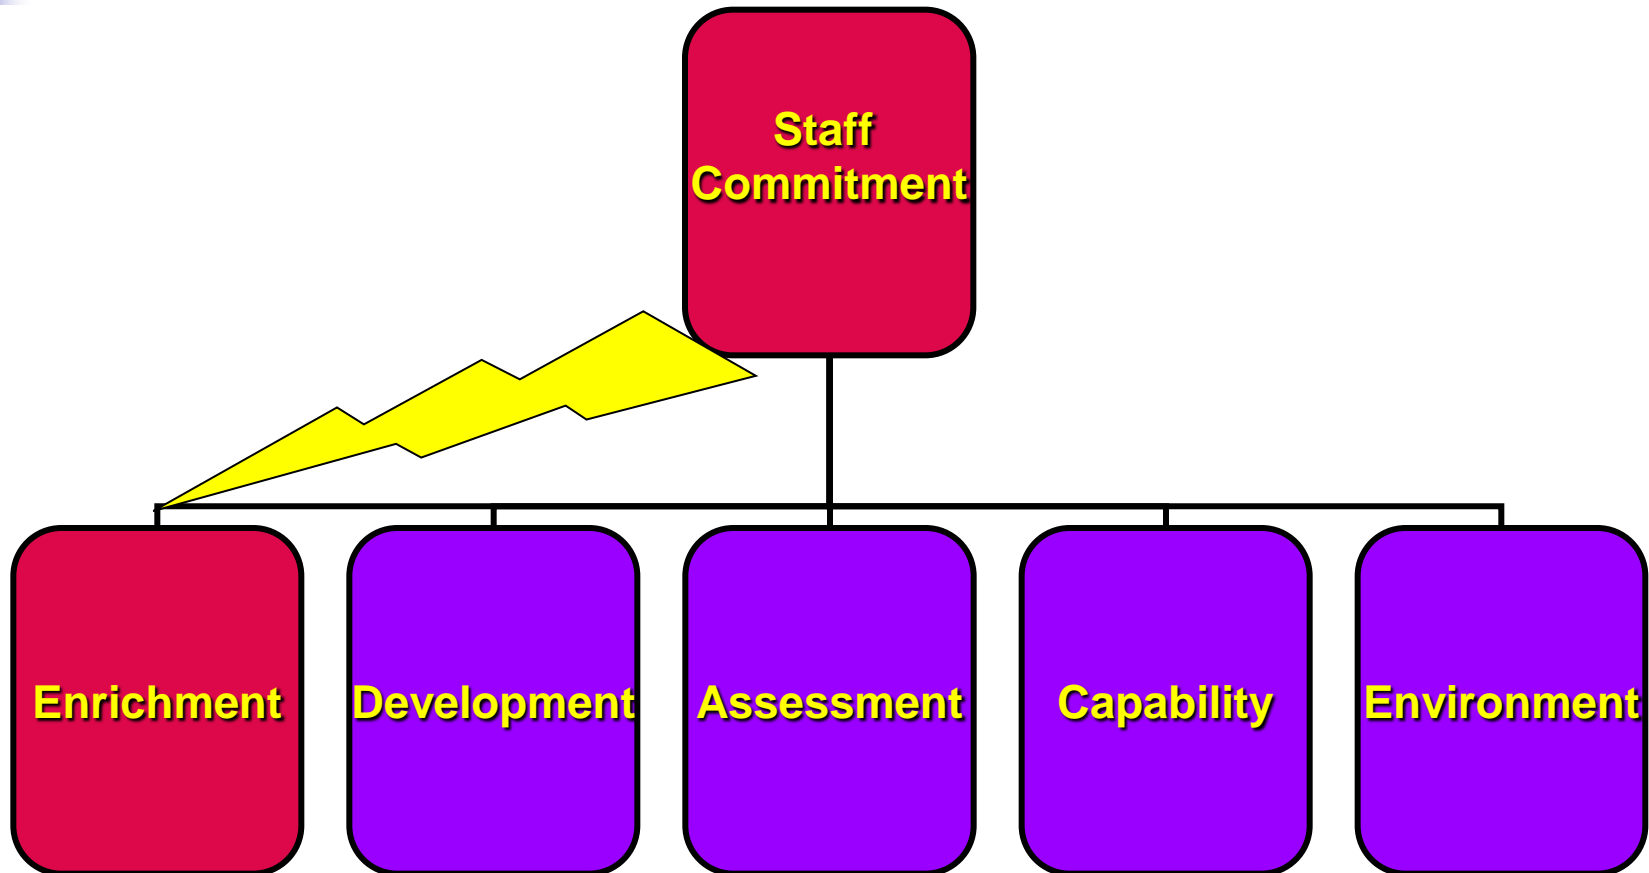 Staff
Commitment
Enrichment
Development
Assessment
Capability
Environment